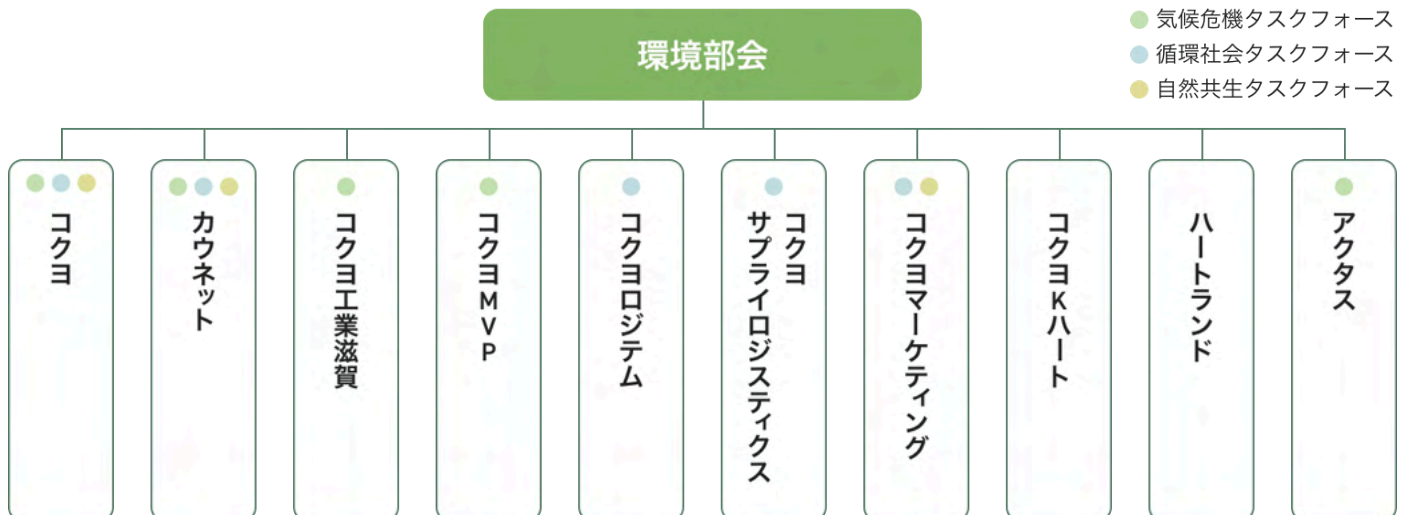 環境部会
気候危機タスクフォース
循環社会タスクフォース
自然共生タスクフォース
コクヨ
カウネット
コクヨ工業滋賀
コクヨMVP
コクヨロジテム
コクヨ
サプライロジスティクス
コクヨマーケティング
コクヨKハート
ハートランド
アクタス